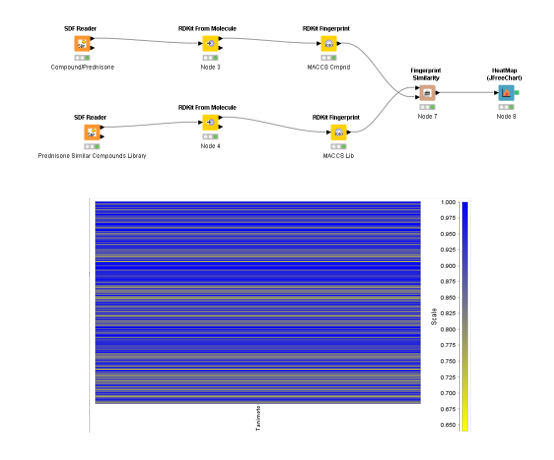 SDF Reader
RDKit From Molecule
RDKit Fingerprint
Compound/Prednisone
Node 3
MACCS Cmpnd
Fingerprint
Similarity
HeatMap
(JFreeChart)
Node 7
Node 8
SDF Reader
RDKit From Molecule
RDKit Fingerprint
Prednisone Similar Compounds Library
Node 4
MACCS Lib
1.000
0.975
0.950
0.925
0.900
0.875
0.850
0.825
0.800
0.775
0.750
0.725
0.700
0.675
0.650
Scale
Tanimoto